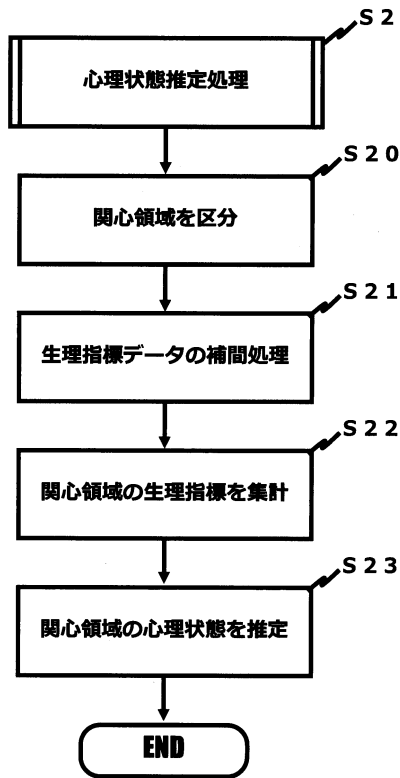 S2
心理状態推定処理
S20
関心領域を区分
S21
生理指標データの補間処理
S22
関心領域の生理指標を集計
S23
関心領域の心理状態を推定
END